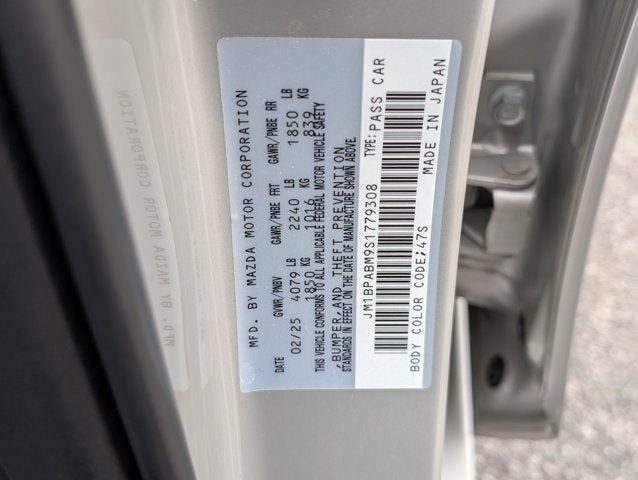 MFD. BY MAZDA MOTOR CORPORATION
DATE GVWR/PNBV GAWR/PNBE FRT GAWR/PNBE RR
02/25 4079 LB 2240 LB 1850 LB
1850 KG 1016 KG 839 KG
THIS VEHICLE CONFORMS TO ALL APPLICABLE FEDERAL MOTOR VEHICLE SAFETY
,BUMPER,AND THEFT PREVENTION
STANDARDS IN EFFECT ON THE DATE OF MANUFACTURE SHOWN ABOVE.
JM1BPABM9S1779308 TYPE:PASS CAR
BODY COLOR CODE:47S MADE IN JAPAN